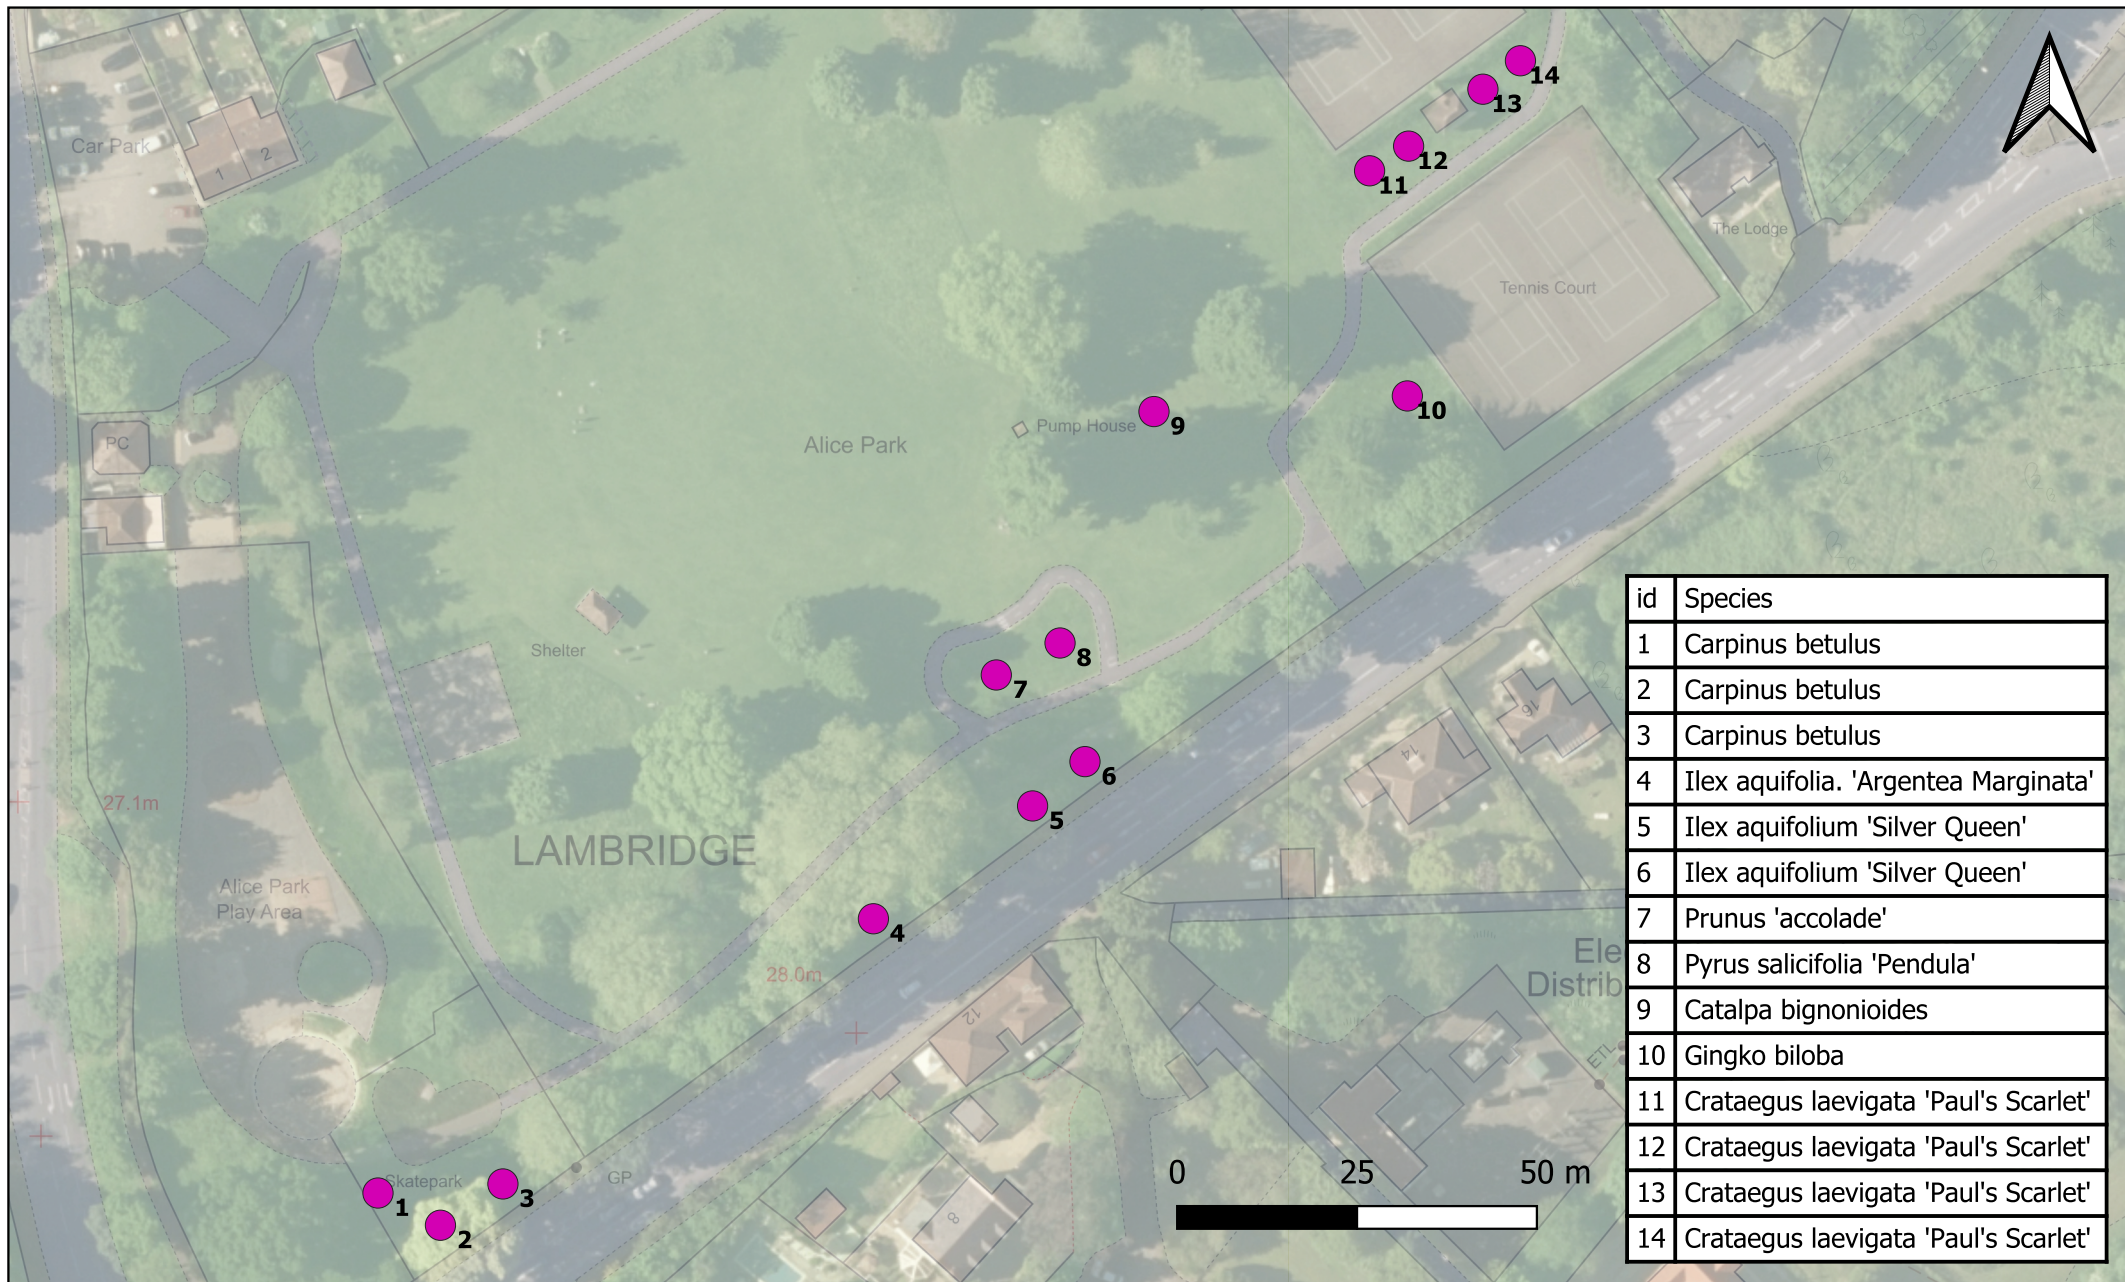 14
13
12
11
Car Park
2
1
The Lodge
Tennis Court
10
9
Pump House
Alice Park
PC
8
7
Shelter
6
5
16
14
27.1m
LAMBRIDGE
Alice Park
Play Area
4
28.0m
12
Ele
Distrib
EIL
Skatepark
GP
1
2
3
8
0 25 50 m
id Species
1 Carpinus betulus
2 Carpinus betulus
3 Carpinus betulus
4 Ilex aquifolia. 'Argentea Marginata'
5 Ilex aquifolium 'Silver Queen'
6 Ilex aquifolium 'Silver Queen'
7 Prunus 'accolade'
8 Pyrus salicifolia 'Pendula'
9 Catalpa bignonioides
10 Gingko biloba
11 Crataegus laevigata 'Paul's Scarlet'
12 Crataegus laevigata 'Paul's Scarlet'
13 Crataegus laevigata 'Paul's Scarlet'
14 Crataegus laevigata 'Paul's Scarlet'